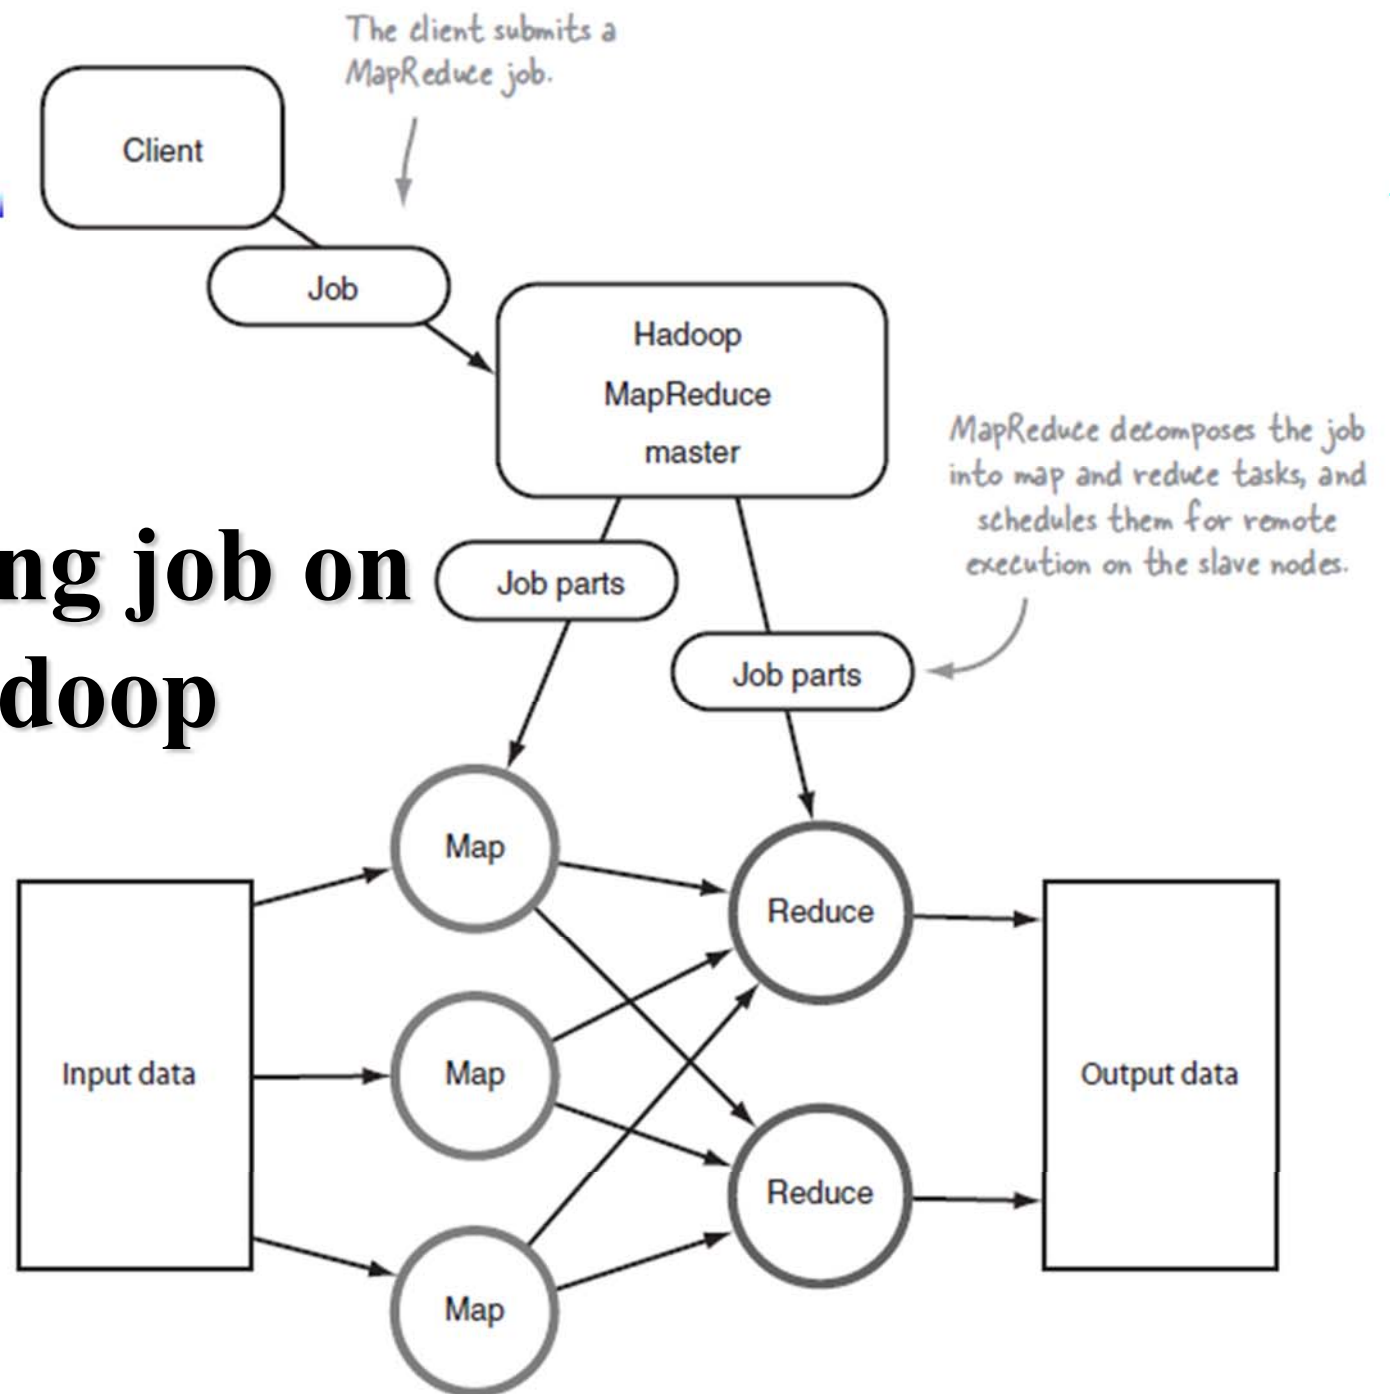 The client submits a
MapReduce job.
Client
Job
Hadoop
MapReduce
master
MapReduce decomposes the job
into map and reduce tasks, and
schedules them for remote
execution on the slave nodes.
ng job on
doop
Job parts
Job parts
Map
Reduce
Input data
Map
Output data
Reduce
Map